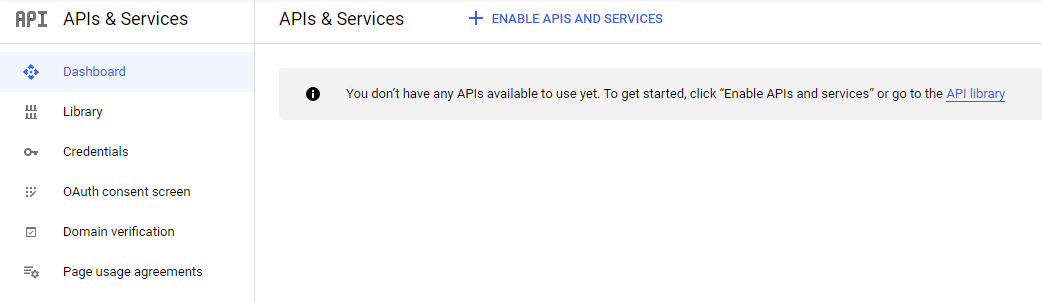 API APIs & Services
Dashboard
Library
Credentials
OAuth consent screen
Domain verification
Page usage agreements
APIs & Services
ENABLE APIS AND SERVICES
You don’t have any APIs available to use yet. To get started, click “Enable APIs and services” or go to the API library